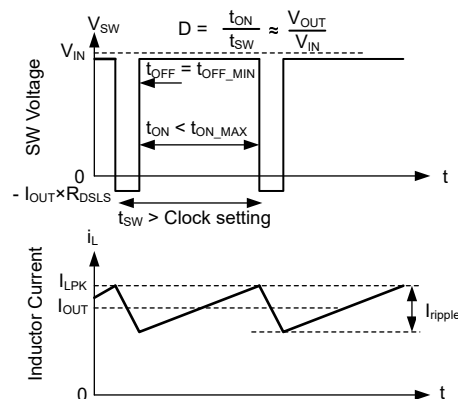 V_SW
D = t_ON / t_SW ≈ V_OUT / V_IN
V_IN
t_OFF = t_OFF_MIN
t_ON < t_ON_MAX
SW Voltage
0
t
- I_OUT×R_DSLS
t_SW > Clock setting
i_L
I_LPK
I_OUT
I_ripple
Inductor Current
0
t